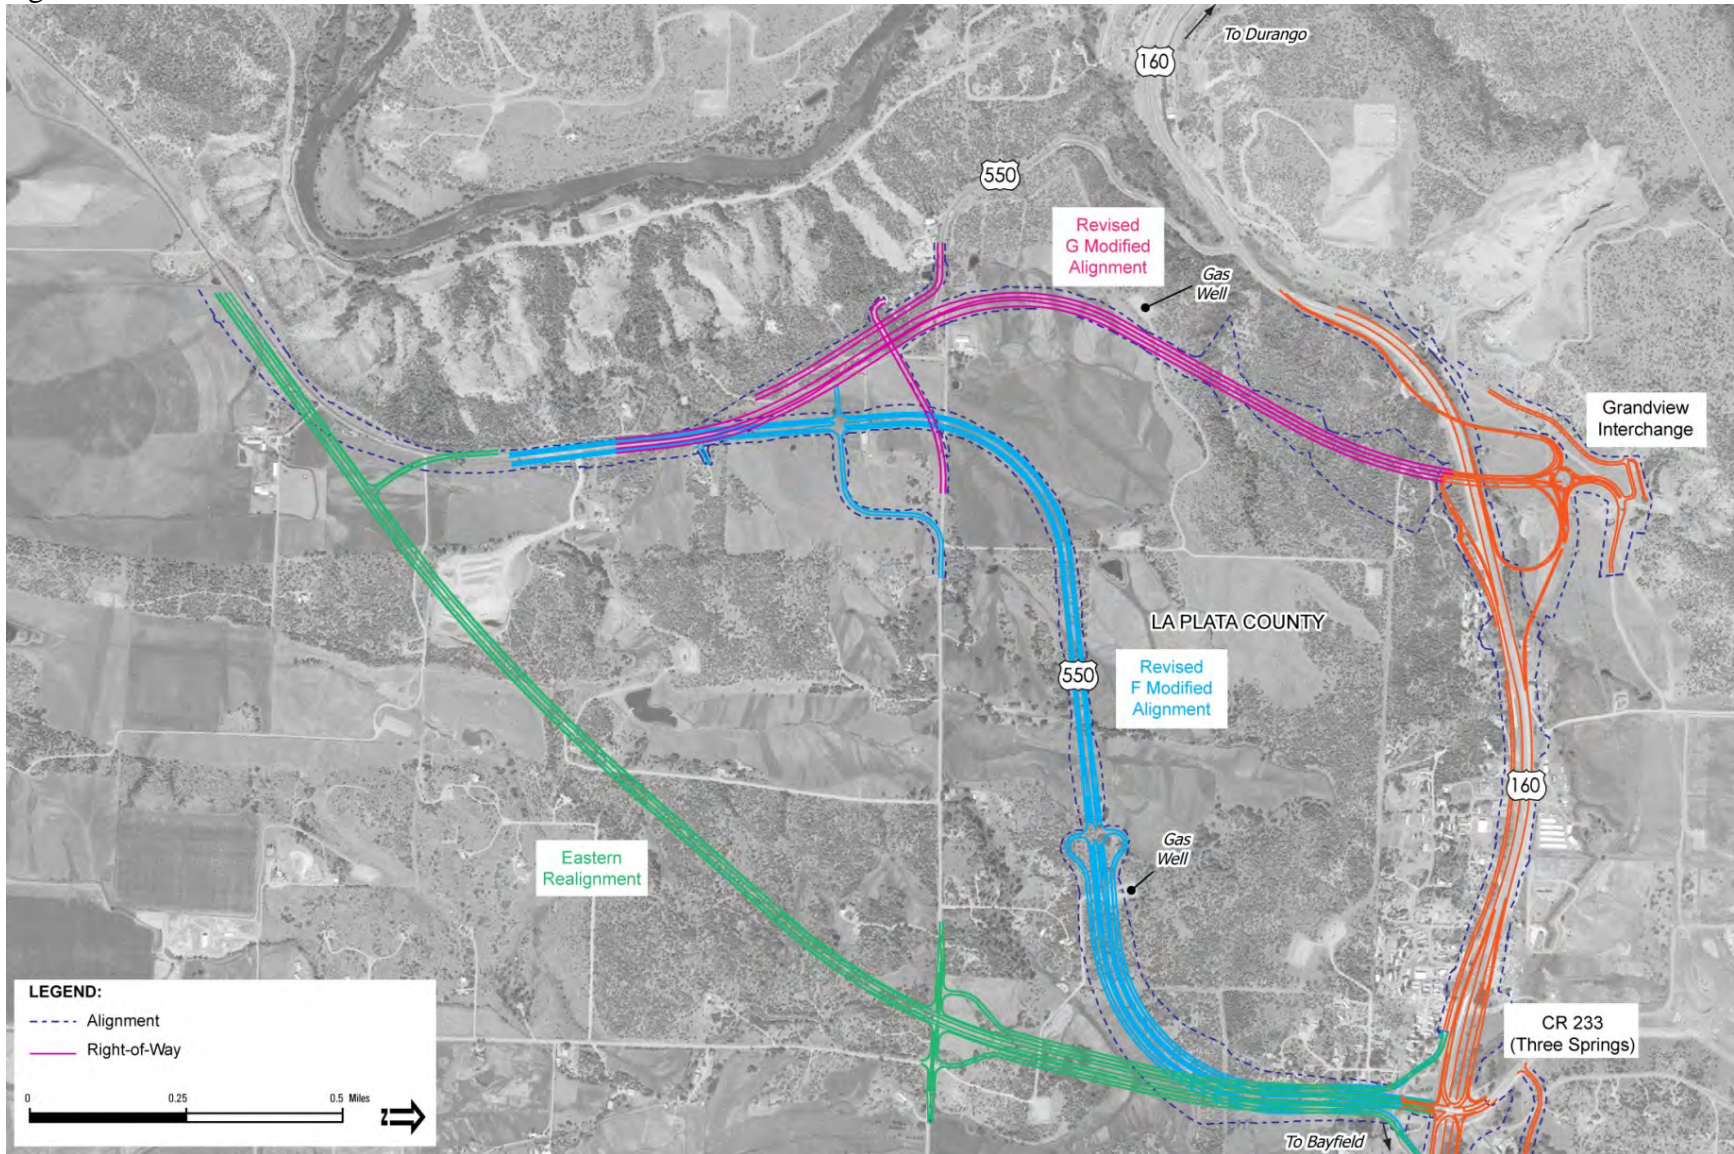 To Durango
160
550
Revised
G Modified
Alignment
Gas
Well
Grandview
Interchange
LA PLATA COUNTY
Revised
F Modified
Alignment
550
160
Gas
Well
Eastern
Realignment
CR 233
(Three Springs)
To Bayfield
LEGEND:
Alignment
Right-of-Way
0 0.25 0.5 Miles
N